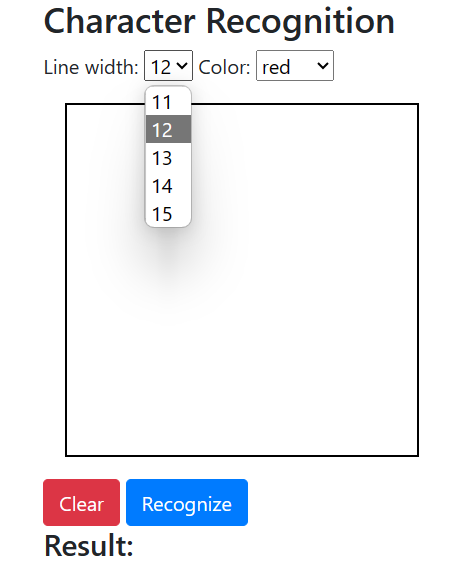 Character Recognition
Line width: 12 Color: red
11
12
13
14
15
Clear Recognize
Result: